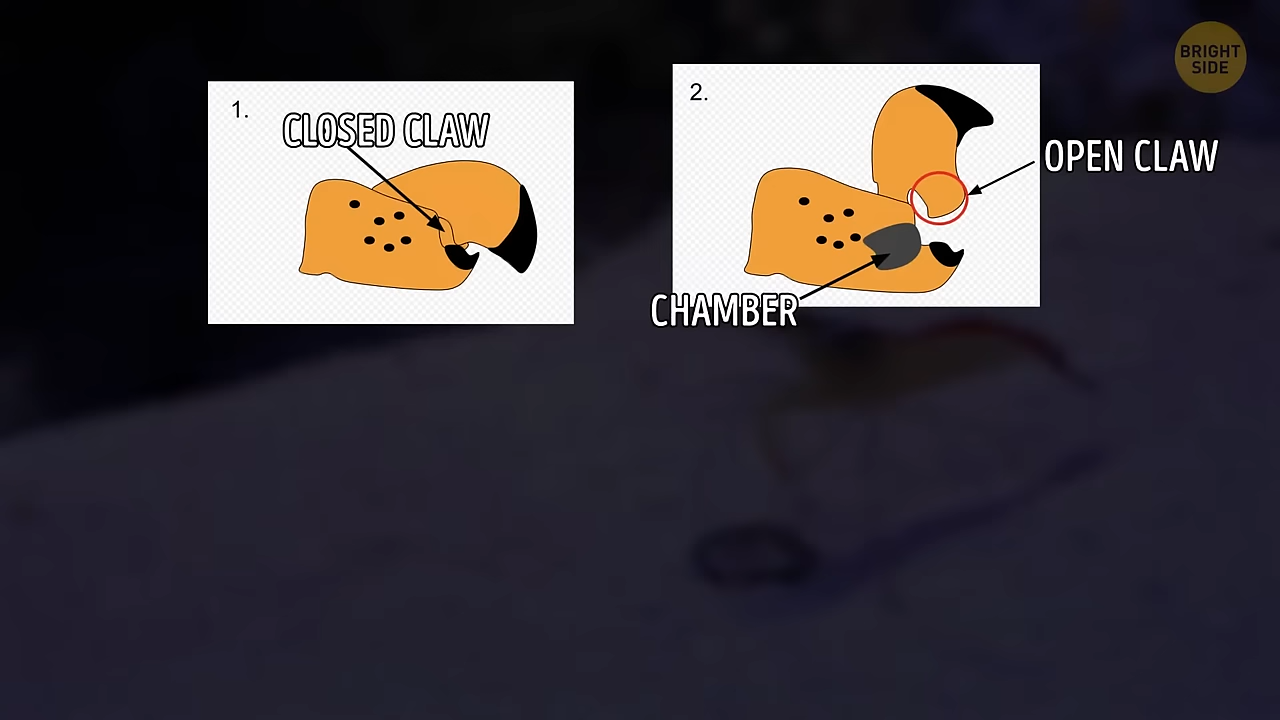 BRIGHT
SIDE
1.
CLOSED CLAW
2.
OPEN CLAW
CHAMBER